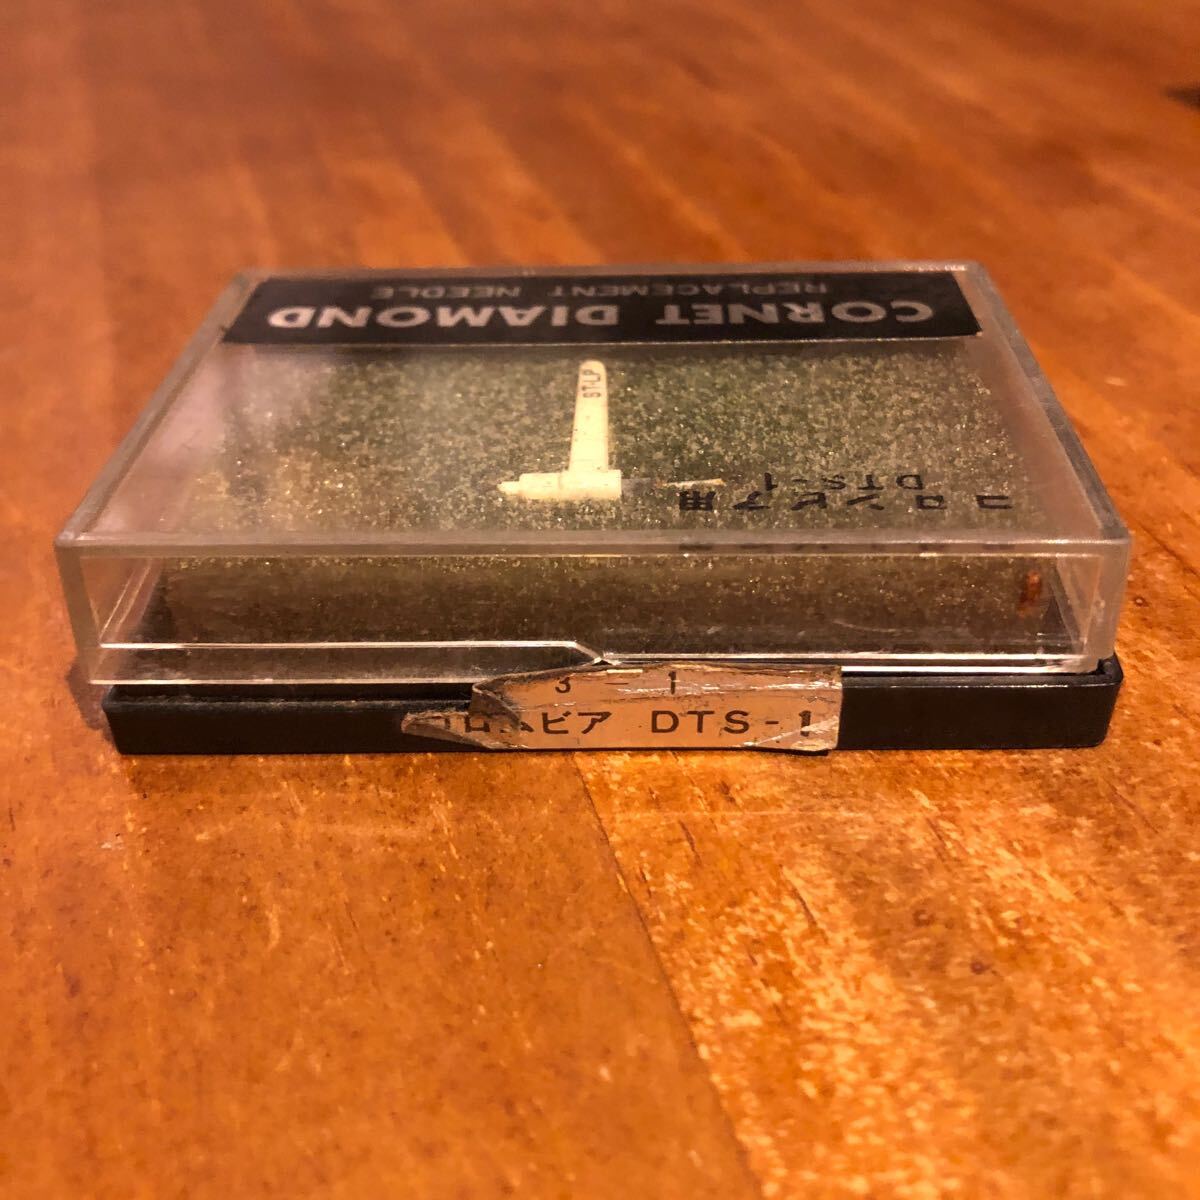 CORNET DIAMOND
REPLACEMENT NEEDLE
ST-LP
コロンビア用
DTS-1
3-1
コロムビア DTS-1